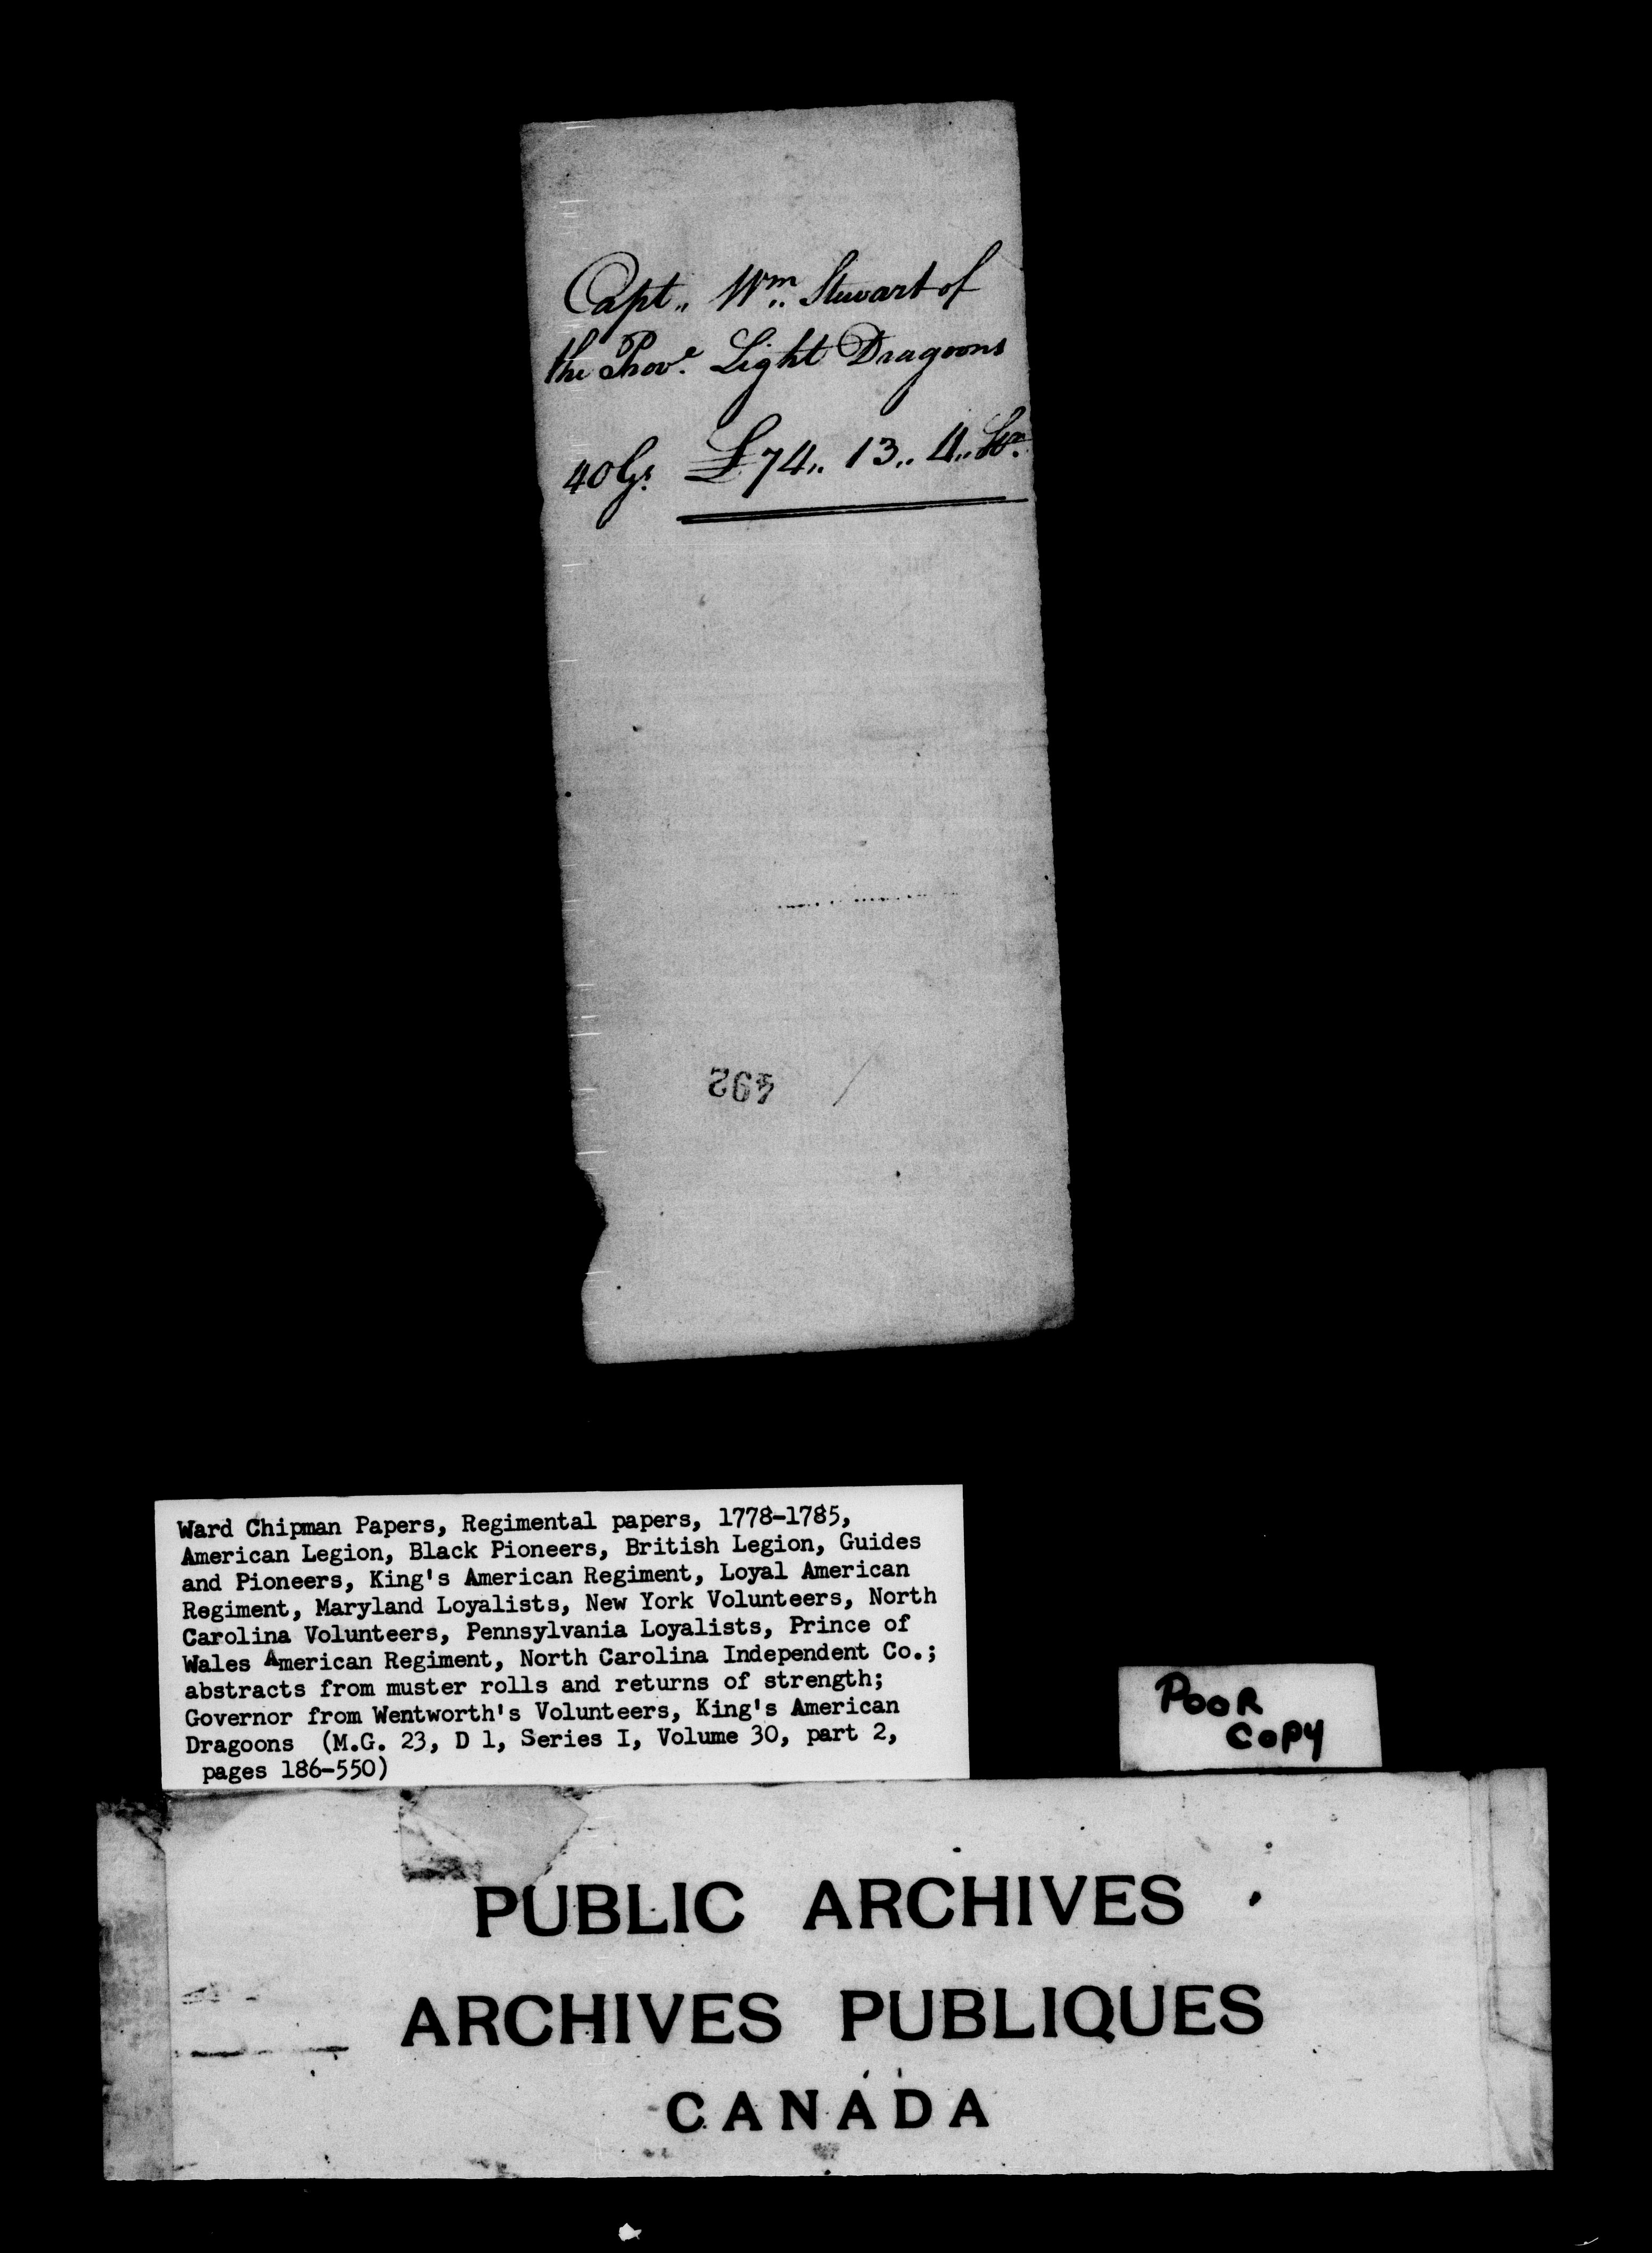 Capt,, Wm. Stewart of
the Prove. Light Dragoons
40 Gs. £74,, 13,, 4,, Stg.
492
Ward Chipman Papers, Regimental papers, 1778-1785,
American Legion, Black Pioneers, British Legion, Guides
and Pioneers, King's American Regiment, Loyal American
Regiment, Maryland Loyalists, New York Volunteers, North
Carolina Volunteers, Pennsylvania Loyalists, Prince of
Wales American Regiment, North Carolina Independent Co.;
abstracts from muster rolls and returns of strength;
Governor from Wentworth's Volunteers, King's American
Dragoons (M.G. 23, D 1, Series I, Volume 30, part 2,
pages 186-550)
POOR
COPY
PUBLIC ARCHIVES
ARCHIVES PUBLIQUES
CANADA